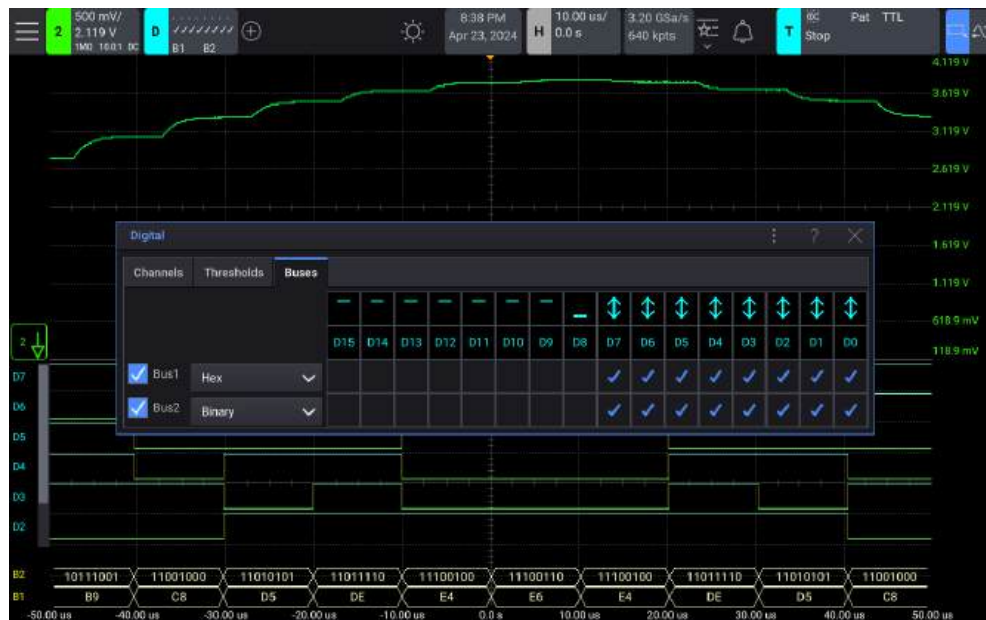 500 mV/
2
2.119 V
1MΩ 10.0:1 DC
D
B1 B2
8:38 PM
Apr 23, 2024
H
10.00 us/
0.0 s
3.20 GSa/s
640 kpts
T
Stop
Pat TTL
4.119 V
3.619 V
3.119 V
2.619 V
2.119 V
1.619 V
1.119 V
618.9 mV
118.9 mV
Digital
?
Channels Thresholds Buses
D15 D14 D13 D12 D11 D10 D9 D8 D7 D6 D5 D4 D3 D2 D1 D0
Bus1 Hex
Bus2 Binary
2
D7
D6
D5
D4
D3
D2
B2 10111001 11001000 11010101 11011110 11100100 11100110 11100100 11011110 11010101 11001000
B1 B9 C8 D5 DE E4 E6 E4 DE D5 C8
-50.00 us -40.00 us -30.00 us -20.00 us -10.00 us 0.0 s 10.00 us 20.00 us 30.00 us 40.00 us 50.00 us